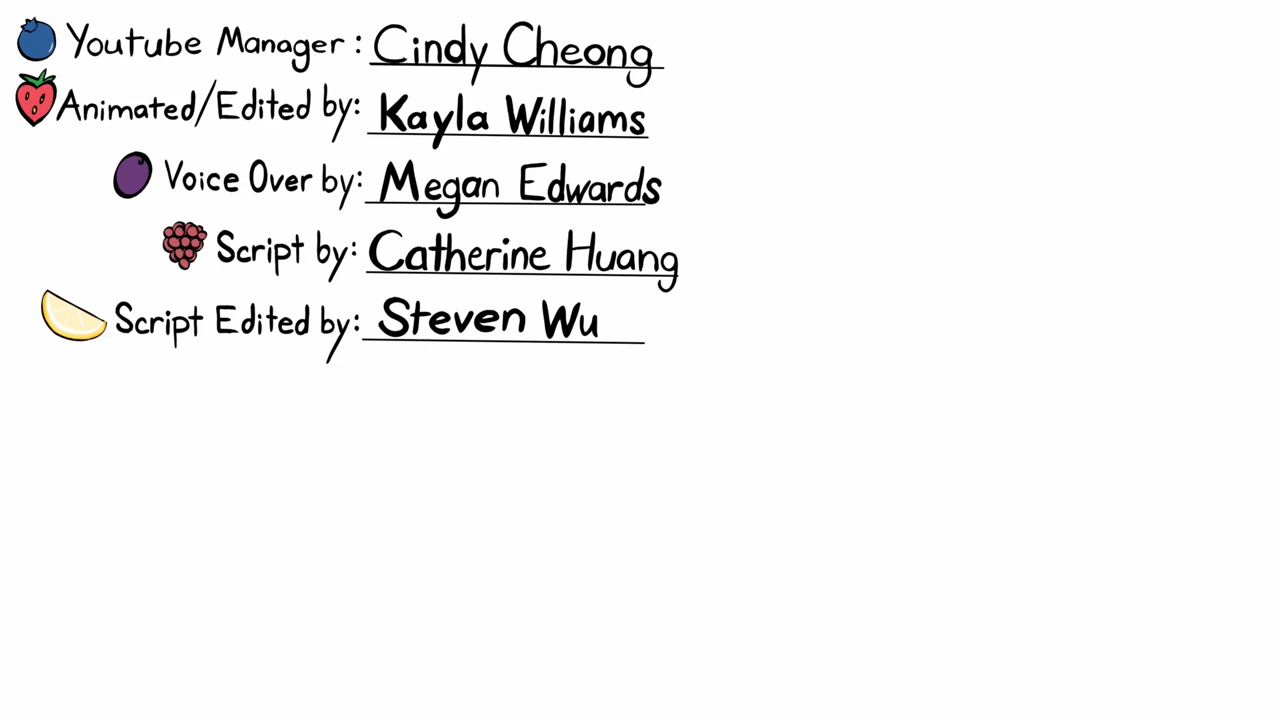 Youtube Manager: Cindy Cheong
Animated/Edited by: Kayla Williams
Voice Over by: Megan Edwards
Script by: Catherine Huang
Script Edited by: Steven Wu